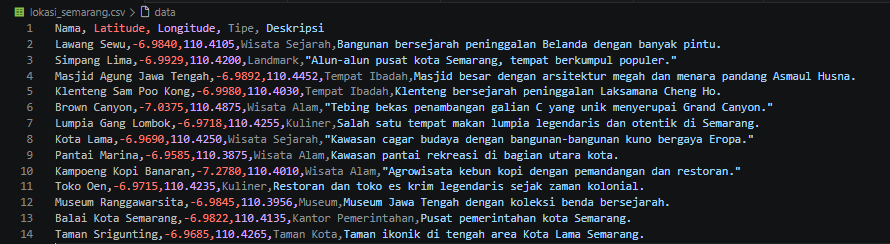 lokasi_semarang.csv > data
1 Nama, Latitude, Longitude, Tipe, Deskripsi
2 Lawang Sewu,-6.9840,110.4105,Wisata Sejarah,Bangunan bersejarah peninggalan Belanda dengan banyak pintu.
3 Simpang Lima,-6.9929,110.4200,Landmark,"Alun-alun pusat kota Semarang, tempat berkumpul populer."
4 Masjid Agung Jawa Tengah,-6.9892,110.4452,Tempat Ibadah,Masjid besar dengan arsitektur megah dan menara pandang Asmaul Husna.
5 Klenteng Sam Poo Kong,-6.9980,110.4030,Tempat Ibadah,Klenteng bersejarah peninggalan Laksamana Cheng Ho.
6 Brown Canyon,-7.0375,110.4875,Wisata Alam,"Tebing bekas penambangan galian C yang unik menyerupai Grand Canyon."
7 Lumpia Gang Lombok,-6.9718,110.4255,Kuliner,Salah satu tempat makan lumpia legendaris dan otentik di Semarang.
8 Kota Lama,-6.9690,110.4250,Wisata Sejarah,"Kawasan cagar budaya dengan bangunan-bangunan kuno bergaya Eropa."
9 Pantai Marina,-6.9585,110.3875,Wisata Alam,Kawasan pantai rekreasi di bagian utara kota.
10 Kampoeng Kopi Banaran,-7.2780,110.4010,Wisata Alam,"Agrowisata kebun kopi dengan pemandangan dan restoran."
11 Toko Oen,-6.9715,110.4235,Kuliner,Restoran dan toko es krim legendaris sejak zaman kolonial.
12 Museum Ranggawarsita,-6.9845,110.3956,Museum,Museum Jawa Tengah dengan koleksi benda bersejarah.
13 Balai Kota Semarang,-6.9822,110.4135,Kantor Pemerintahan,Pusat pemerintahan kota Semarang.
14 Taman Srigunting,-6.9685,110.4265,Taman Kota,Taman ikonik di tengah area Kota Lama Semarang.